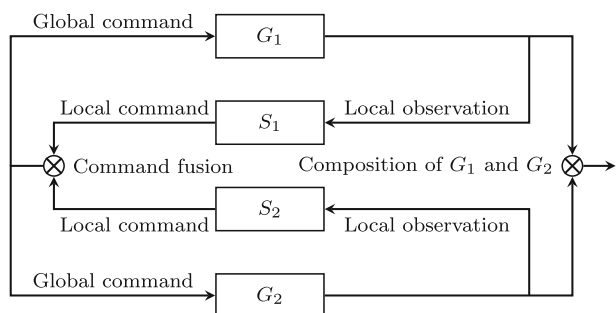 Global command
G₁
Local command
S₁
Local observation
Command fusion
Composition of G₁ and G₂
Local command
S₂
Local observation
Global command
G₂